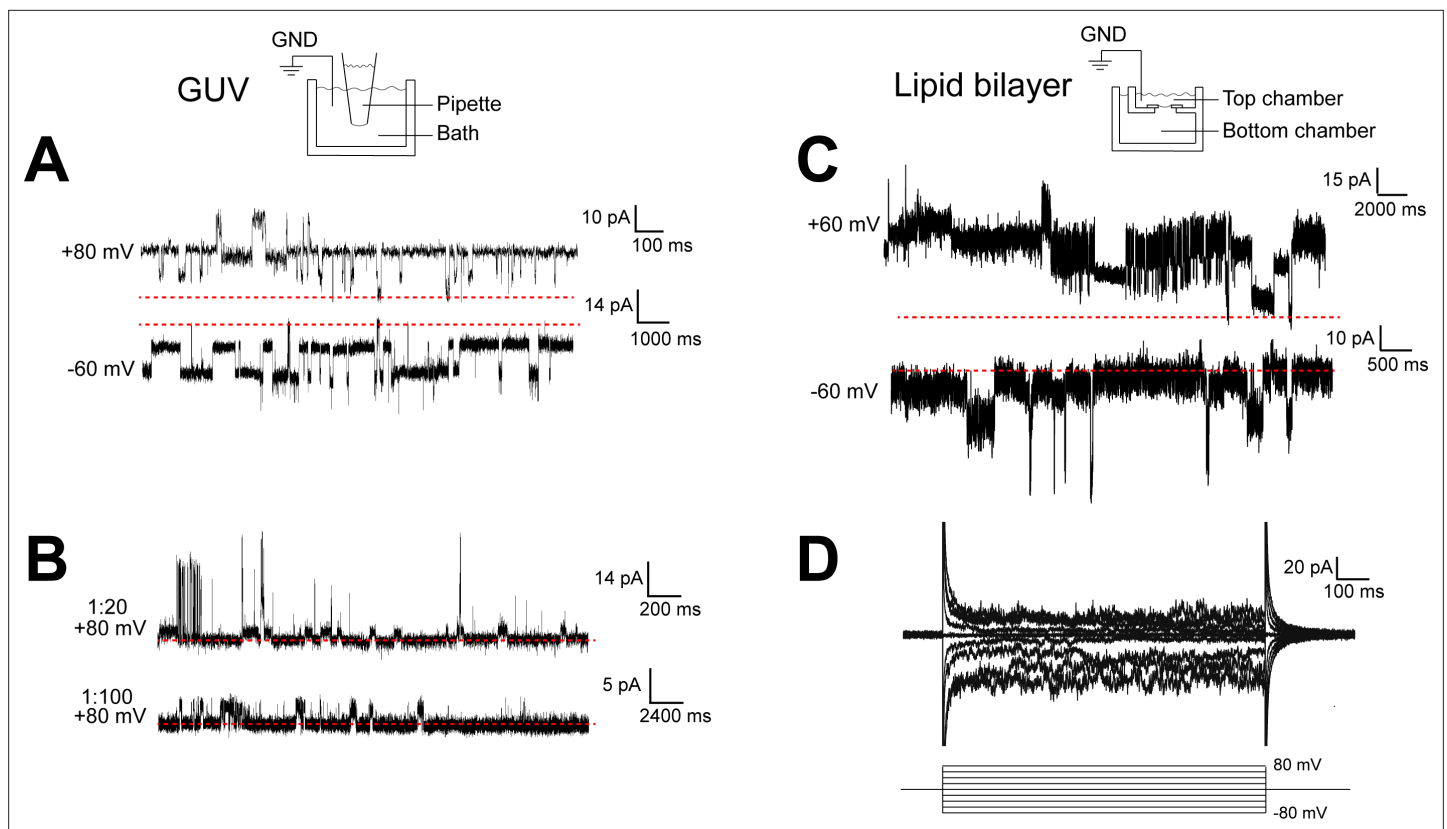 GND
GUV
Pipette
Bath
A
+80 mV
10 pA
100 ms
14 pA
1000 ms
-60 mV
B
1:20
+80 mV
14 pA
200 ms
1:100
+80 mV
5 pA
2400 ms
GND
Lipid bilayer
Top chamber
Bottom chamber
C
+60 mV
15 pA
2000 ms
10 pA
500 ms
-60 mV
D
20 pA
100 ms
80 mV
-80 mV